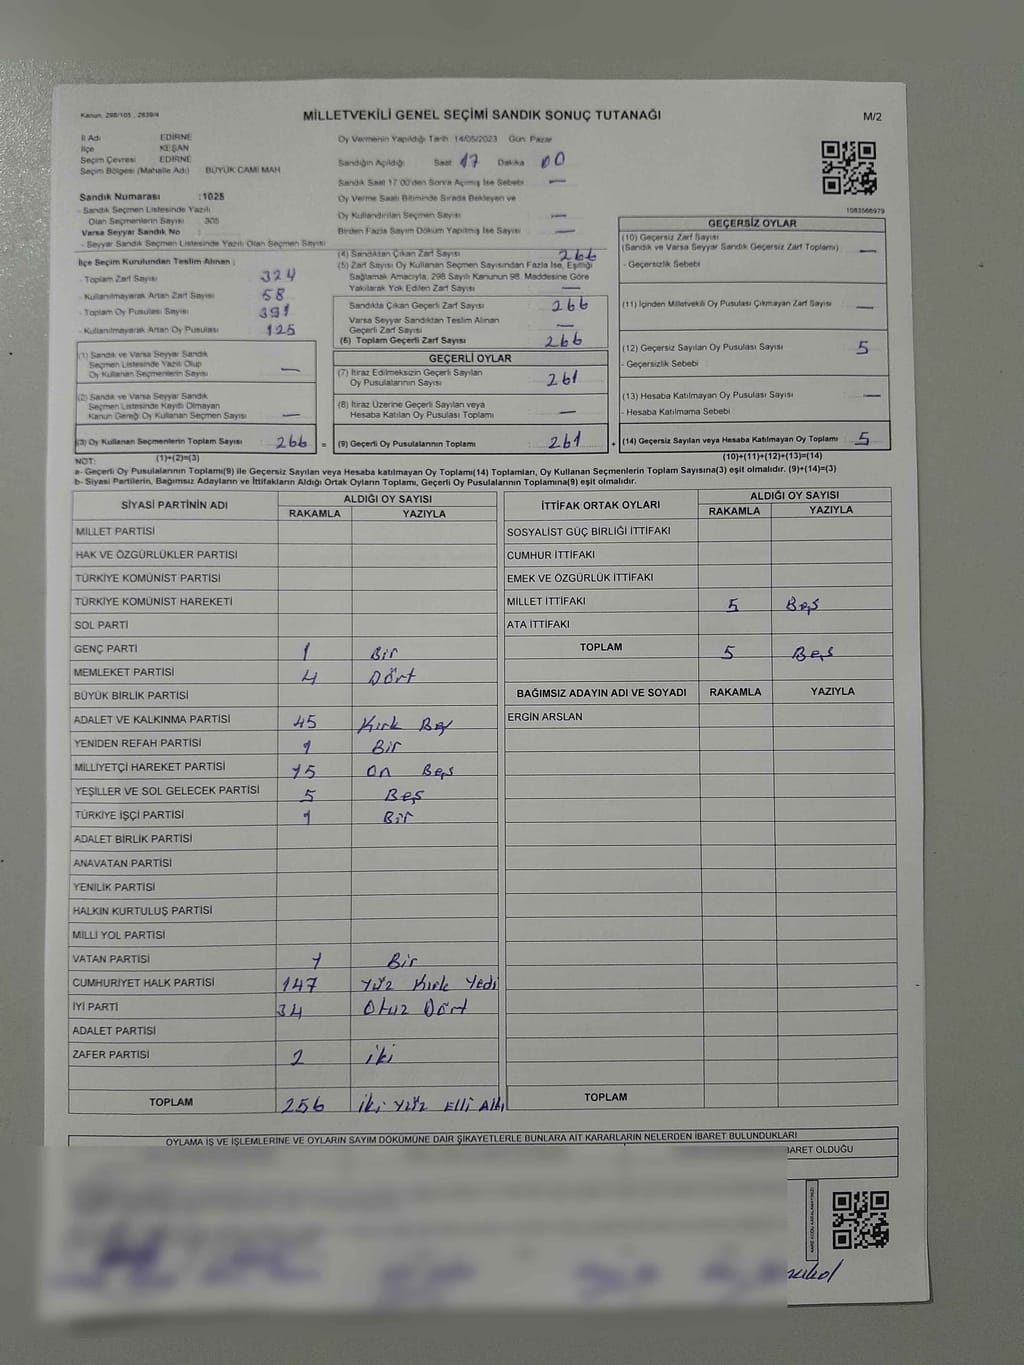 Kanun. 298/105 , 2839/4
MİLLETVEKİLİ GENEL SEÇİMİ SANDIK SONUÇ TUTANAĞI
M/2
İl Adı EDİRNE
İlçe KEŞAN
Seçim Çevresi EDİRNE
Seçim Bölgesi (Mahalle Adı) BÜYÜK CAMİ MAH
Sandık Numarası :1025
- Sandık Seçmen Listesinde Yazılı
Olan Seçmenlerin Sayısı 305
Varsa Seyyar Sandık No :
- Seyyar Sandık Seçmen Listesinde Yazılı Olan Seçmen Sayısı
Oy Vermenin Yapıldığı Tarih 14/05/2023 Gün Pazar
Sandığın Açıldığı Saat 17 Dakika 00
Sandık Saat 17.00'den Sonra Açılmış İse Sebebi —
Oy Verme Saati Bitiminde Sırada Bekleyen ve
Oy Kullandırılan Seçmen Sayısı —
Birden Fazla Sayım Döküm Yapılmış İse Sayısı —
1083566979
İlçe Seçim Kurulundan Teslim Alınan ;
- Toplam Zarf Sayısı 324
- Kullanılmayarak Artan Zarf Sayısı 58
- Toplam Oy Pusulası Sayısı 391
- Kullanılmayarak Artan Oy Pusulası 125
(1) Sandık ve Varsa Seyyar Sandık
Seçmen Listesinde Yazılı Olup
Oy Kullanan Seçmenlerin Sayısı —
(2) Sandık ve Varsa Seyyar Sandık
Seçmen Listesinde Kayıtlı Olmayan
Kanun Gereği Oy Kullanan Seçmen Sayısı —
(3) Oy Kullanan Seçmenlerin Toplam Sayısı 266 =
(1)+(2)=(3)
(4) Sandıktan Çıkan Zarf Sayısı 266
(5) Zarf Sayısı Oy Kullanan Seçmen Sayısından Fazla İse, Eşitliği
Sağlamak Amacıyla, 298 Sayılı Kanunun 98. Maddesine Göre
Yakılarak Yok Edilen Zarf Sayısı —
Sandıkta Çıkan Geçerli Zarf Sayısı 266
Varsa Seyyar Sandıktan Teslim Alınan
Geçerli Zarf Sayısı —
(6) Toplam Geçerli Zarf Sayısı 266
GEÇERLİ OYLAR
(7) İtiraz Edilmeksizin Geçerli Sayılan
Oy Pusulalarının Sayısı 261
(8) İtiraz Üzerine Geçerli Sayılan veya
Hesaba Katılan Oy Pusulası Toplamı —
(9) Geçerli Oy Pusulalarının Toplamı 261 +
GEÇERSİZ OYLAR
(10) Geçersiz Zarf Sayısı
(Sandık ve Varsa Seyyar Sandık Geçersiz Zarf Toplamı) —
- Geçersizlik Sebebi
(11) İçinden Milletvekili Oy Pusulası Çıkmayan Zarf Sayısı —
(12) Geçersiz Sayılan Oy Pusulası Sayısı 5
- Geçersizlik Sebebi
(13) Hesaba Katılmayan Oy Pusulası Sayısı —
- Hesaba Katılmama Sebebi
(14) Geçersiz Sayılan veya Hesaba Katılmayan Oy Toplamı 5
(10)+(11)+(12)+(13)=(14)
NOT:
a- Geçerli Oy Pusulalarının Toplamı(9) ile Geçersiz Sayılan veya Hesaba katılmayan Oy Toplamı(14) Toplamları, Oy Kullanan Seçmenlerin Toplam Sayısına(3) eşit olmalıdır. (9)+(14)=(3)
b- Siyasi Partilerin, Bağımsız Adayların ve İttifakların Aldığı Ortak Oyların Toplamı, Geçerli Oy Pusulalarının Toplamına(9) eşit olmalıdır.
SİYASİ PARTİNİN ADI ALDIĞI OY SAYISI
RAKAMLA YAZIYLA
MİLLET PARTİSİ
HAK VE ÖZGÜRLÜKLER PARTİSİ
TÜRKİYE KOMÜNİST PARTİSİ
TÜRKİYE KOMÜNİST HAREKETİ
SOL PARTİ
GENÇ PARTİ 1 Bir
MEMLEKET PARTİSİ 4 Dört
BÜYÜK BİRLİK PARTİSİ
ADALET VE KALKINMA PARTİSİ 45 Kırk Beş
YENİDEN REFAH PARTİSİ 1 Bir
MİLLİYETÇİ HAREKET PARTİSİ 15 On Beş
YEŞİLLER VE SOL GELECEK PARTİSİ 5 Beş
TÜRKİYE İŞÇİ PARTİSİ 1 Bir
ADALET BİRLİK PARTİSİ
ANAVATAN PARTİSİ
YENİLİK PARTİSİ
HALKIN KURTULUŞ PARTİSİ
MİLLİ YOL PARTİSİ
VATAN PARTİSİ 1 Bir
CUMHURİYET HALK PARTİSİ 147 Yüz Kırk Yedi
İYİ PARTİ 34 Otuz Dört
ADALET PARTİSİ
ZAFER PARTİSİ 2 iki
TOPLAM 256 İki Yüz Elli Altı
İTTİFAK ORTAK OYLARI ALDIĞI OY SAYISI
RAKAMLA YAZIYLA
SOSYALİST GÜÇ BİRLİĞİ İTTİFAKI
CUMHUR İTTİFAKI
EMEK VE ÖZGÜRLÜK İTTİFAKI
MİLLET İTTİFAKI 5 Beş
ATA İTTİFAKI
TOPLAM 5 Beş
BAĞIMSIZ ADAYIN ADI VE SOYADI RAKAMLA YAZIYLA
ERGİN ARSLAN
TOPLAM
OYLAMA İŞ VE İŞLEMLERİNE VE OYLARIN SAYIM DÖKÜMÜNE DAİR ŞİKAYETLERLE BUNLARA AİT KARARLARIN NELERDEN İBARET BULUNDUKLARI
İBARET OLDUĞU